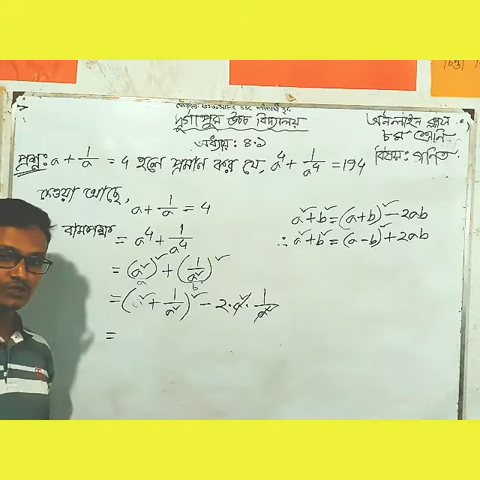 দুর্গাপুর উচ্চ বিদ্যালয়
অনলাইন ক্লাস
৮ম শ্রেণি
অধ্যায়: ৪.১
বিষয়: গণিত
প্রশ্ন: a + 1/a = 4 হলে প্রমাণ কর যে, a⁴ + 1/a⁴ = 194
দেওয়া আছে,
a + 1/a = 4
বামপক্ষ = a⁴ + 1/a⁴
= (a²)² + (1/a²)²
b
= (a² + 1/a²)² - 2·a²·1/a²
=
a² + b² = (a+b)² - 2ab
∴ a² + b² = (a-b)² + 2ab